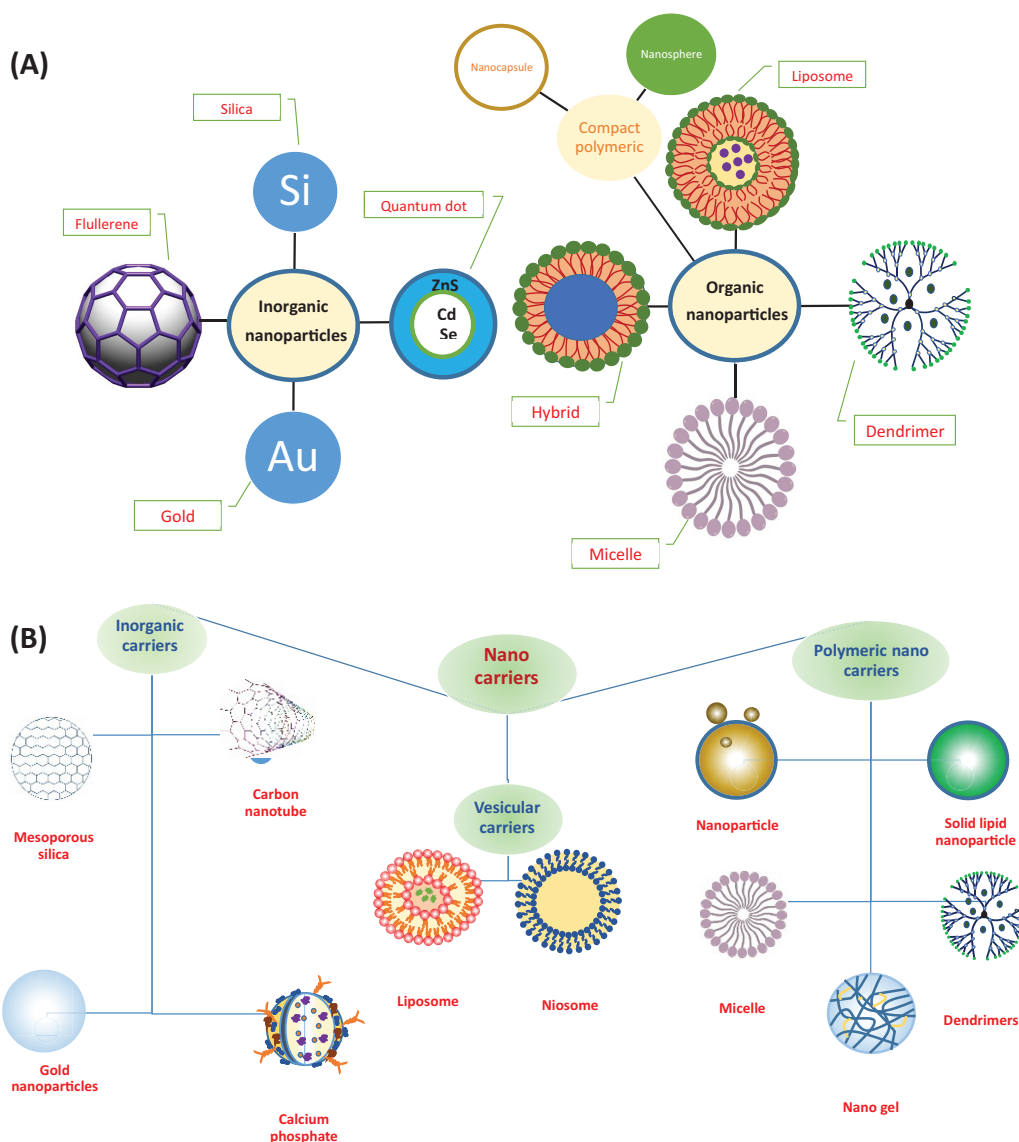 (A)
Nanocapsule
Nanosphere
Liposome
Silica
Compact
polymeric
Si
Flullerene
Quantum dot
ZnS
Cd
Se
Inorganic
nanoparticles
Organic
nanoparticles
Hybrid
Dendrimer
Au
Gold
Micelle
(B)
Inorganic
carriers
Nano
carriers
Polymeric nano
carriers
Carbon
nanotube
Mesoporous
silica
Vesicular
carriers
Nanoparticle
Solid lipid
nanoparticle
Liposome
Niosome
Micelle
Dendrimers
Gold
nanoparticles
Calcium
phosphate
Nano gel